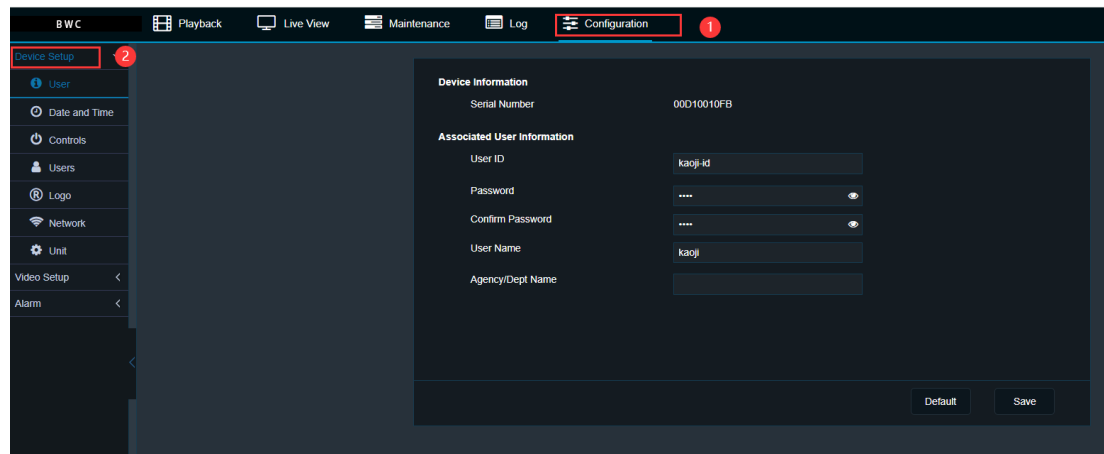 BWC Playback Live View Maintenance Log Configuration 1
Device Setup 2
User
Date and Time
Controls
Users
Logo
Network
Unit
Video Setup
Alarm
Device Information
Serial Number 00D10010FB
Associated User Information
User ID kaoji-id
Password ••••
Confirm Password ••••
User Name kaoji
Agency/Dept Name
Default Save